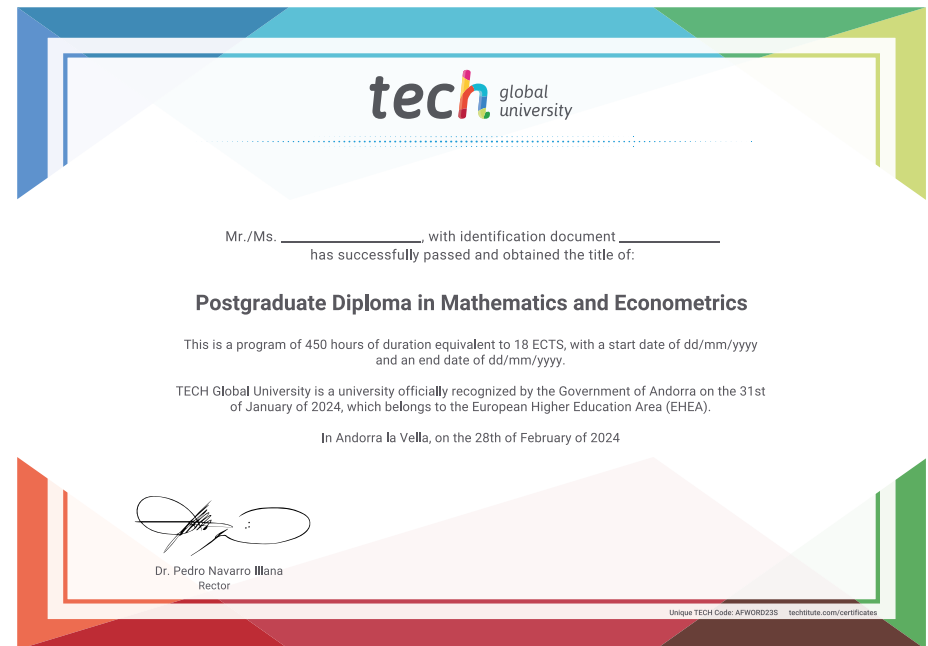 tech global university
Mr./Ms. ____________________, with identification document ______________
has successfully passed and obtained the title of:
Postgraduate Diploma in Mathematics and Econometrics
This is a program of 450 hours of duration equivalent to 18 ECTS, with a start date of dd/mm/yyyy
and an end date of dd/mm/yyyy.
TECH Global University is a university officially recognized by the Government of Andorra on the 31st
of January of 2024, which belongs to the European Higher Education Area (EHEA).
In Andorra la Vella, on the 28th of February of 2024
Dr. Pedro Navarro Illana
Rector
Unique TECH Code: AFWORD23S techtitute.com/certificates